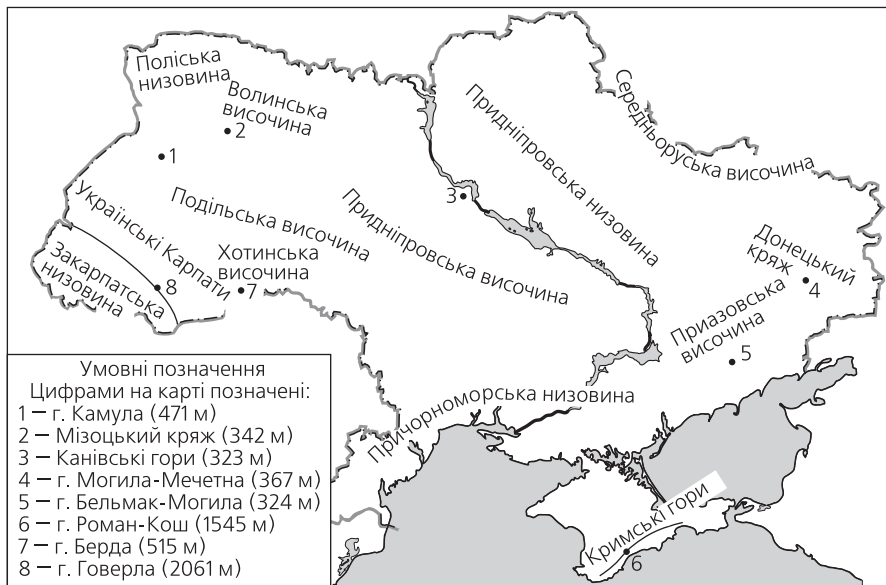 Поліська
низовина
Волинська
височина
2
1
Українські Карпати
Закарпатська
низовина
8
Подільська височина
Хотинська
височина
7
Придніпровська височина
3
Придніпровська низовина
Середньоруська височина
Донецький
кряж
4
Приазовська
височина
5
Причорноморська низовина
Кримські гори
6
Умовні позначення
Цифрами на карті позначені:
1 – г. Камула (471 м)
2 – Мізоцький кряж (342 м)
3 – Канівські гори (323 м)
4 – г. Могила-Мечетна (367 м)
5 – г. Бельмак-Могила (324 м)
6 – г. Роман-Кош (1545 м)
7 – г. Берда (515 м)
8 – г. Говерла (2061 м)